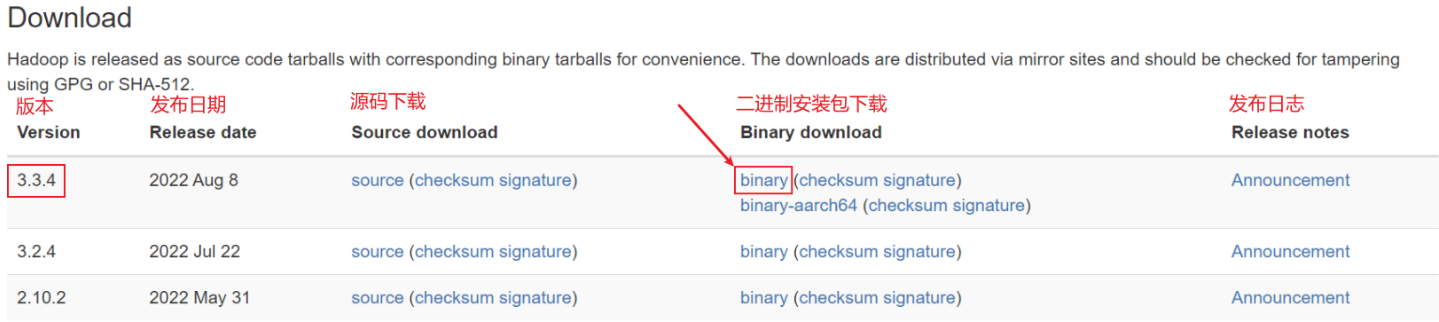 Download
Hadoop is released as source code tarballs with corresponding binary tarballs for convenience. The downloads are distributed via mirror sites and should be checked for tampering
using GPG or SHA-512.
版本 发布日期 源码下载 二进制安装包下载 发布日志
Version Release date Source download Binary download Release notes
3.3.4 2022 Aug 8 source (checksum signature) binary (checksum signature) Announcement
binary-aarch64 (checksum signature)
3.2.4 2022 Jul 22 source (checksum signature) binary (checksum signature) Announcement
2.10.2 2022 May 31 source (checksum signature) binary (checksum signature) Announcement